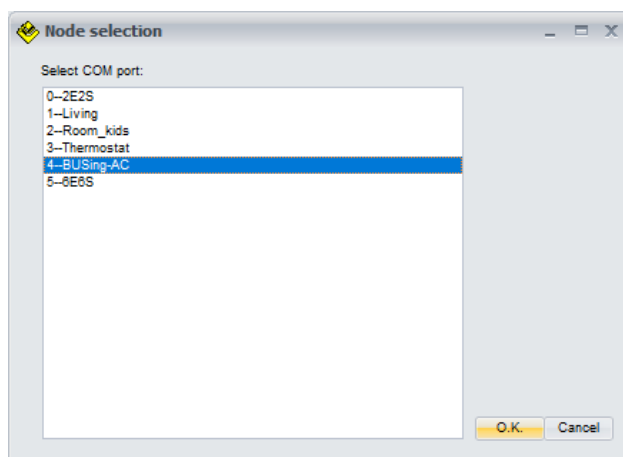 Node selection
Select COM port:
0--2E2S
1--Living
2--Room_kids
3--Thermostat
4--BUSing-AC
5--6E6S
O.K.
Cancel